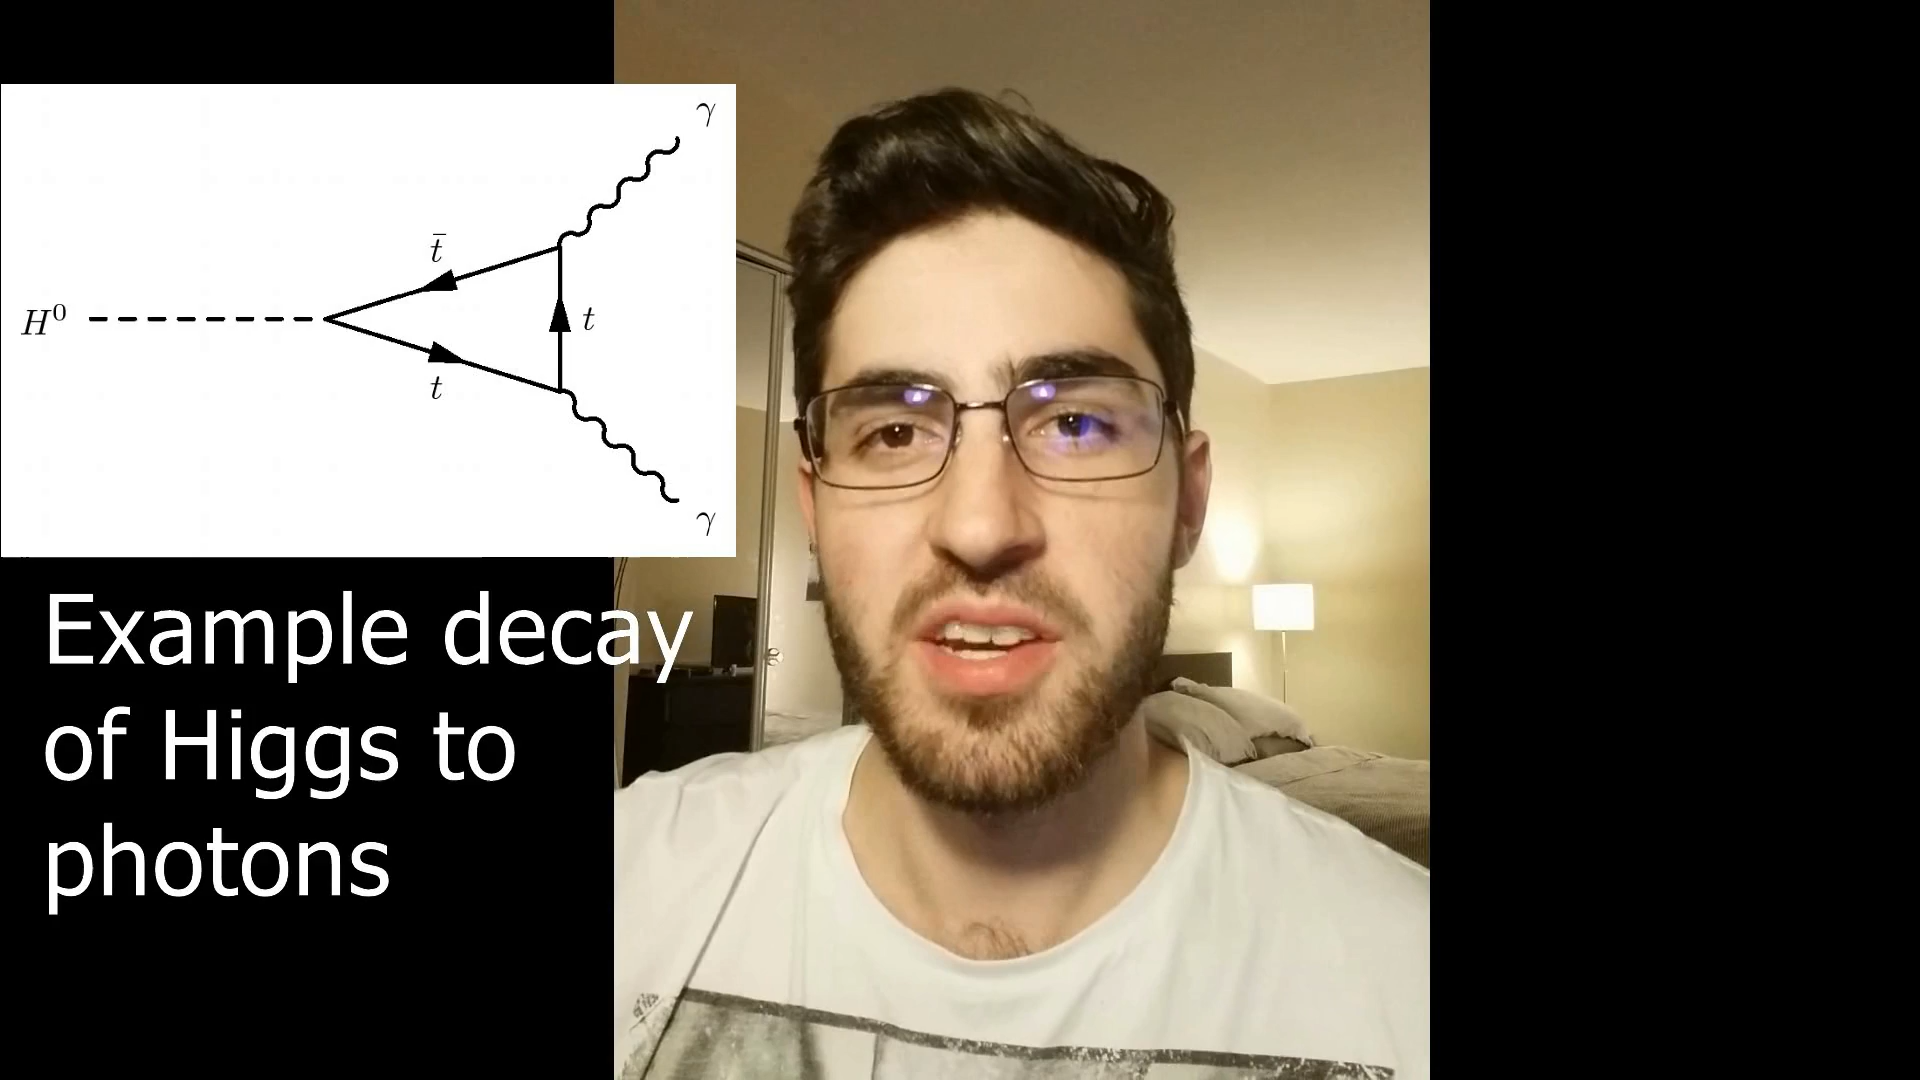 γ
t̄
H⁰
t
t
γ
Example decay
of Higgs to
photons